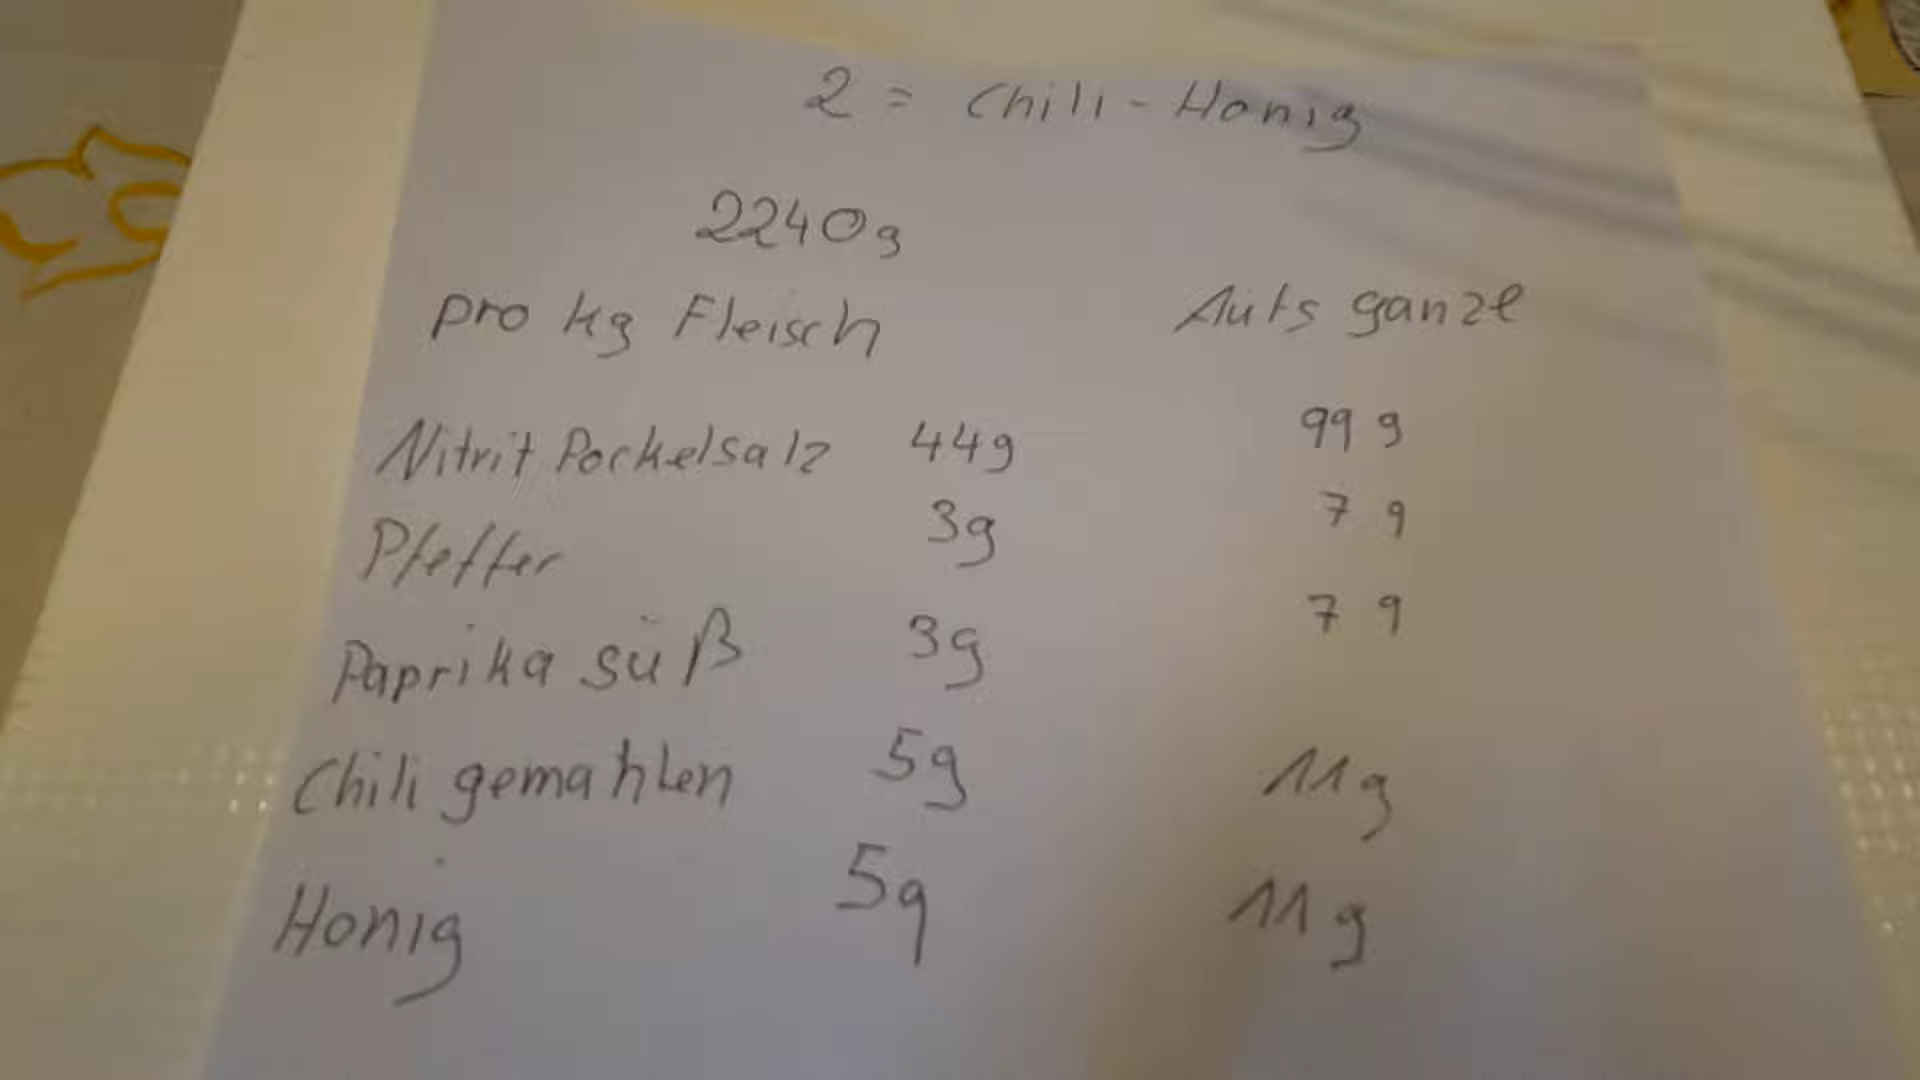 2 = Chili - Honig
2240g
pro kg Fleisch Aufs ganze
Nitrit Pockelsalz 44g 99 g
Pfeffer 3g 7 g
Paprika süß 3g 7 g
Chili gemahlen 5g 11g
Honig 5g 11g